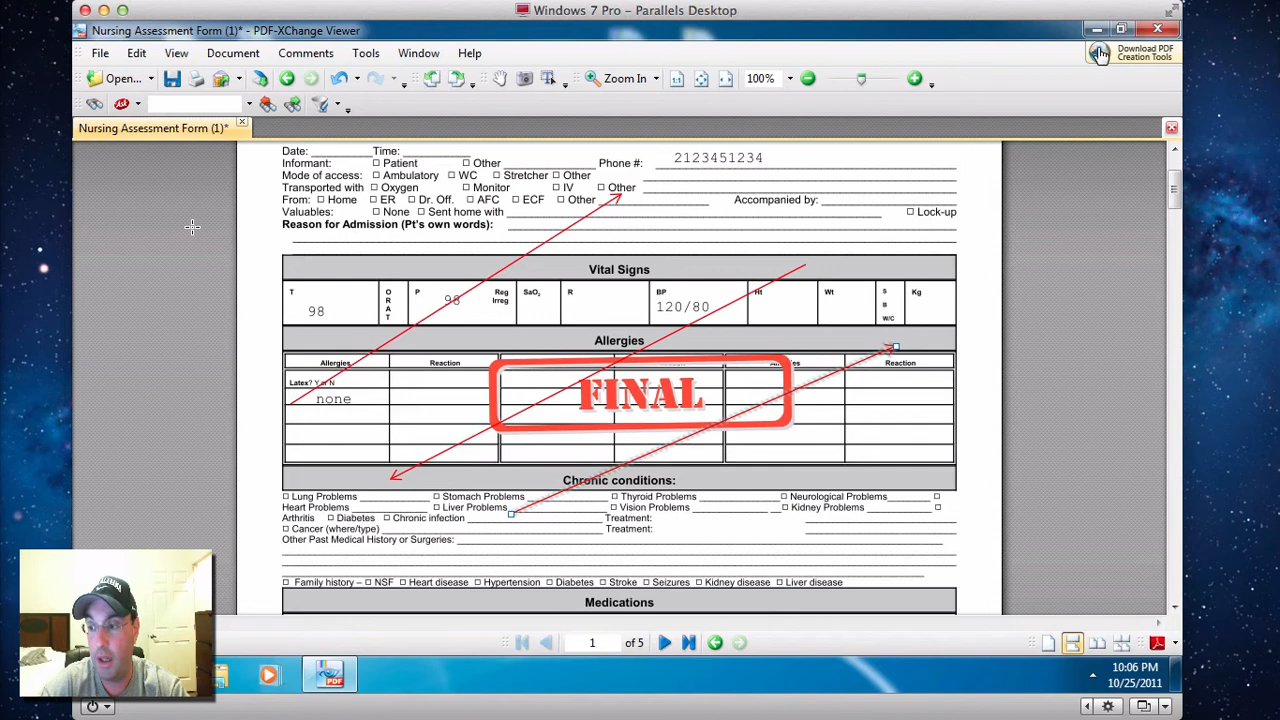 Windows 7 Pro - Parallels Desktop
Nursing Assessment Form (1)* - PDF-XChange Viewer
File Edit View Document Comments Tools Window Help
Download PDF
Creation Tools
Open... Zoom In 100%
Nursing Assessment Form (1)*
Date: Time:
Informant: Patient Other Phone #: 2123451234
Mode of access: Ambulatory WC Stretcher Other
Transported with Oxygen Monitor IV Other
From: Home ER Dr. Off. AFC ECF Other Accompanied by:
Valuables: None Sent home with Lock-up
Reason for Admission (Pt's own words):
Vital Signs
T 98 O R A T P 98 Reg Irreg SaO2 R BP 120/80 Ht Wt S B W/C Kg
Allergies
Allergies Reaction Reaction
Latex? Y or N
none
FINAL
Chronic conditions:
Lung Problems Stomach Problems Thyroid Problems Neurological Problems
Heart Problems Liver Problems Vision Problems Kidney Problems
Arthritis Diabetes Chronic infection Treatment:
Cancer (where/type) Treatment:
Other Past Medical History or Surgeries:
Family history – NSF Heart disease Hypertension Diabetes Stroke Seizures Kidney disease Liver disease
Medications
1 of 5
PDF
10:06 PM
10/25/2011